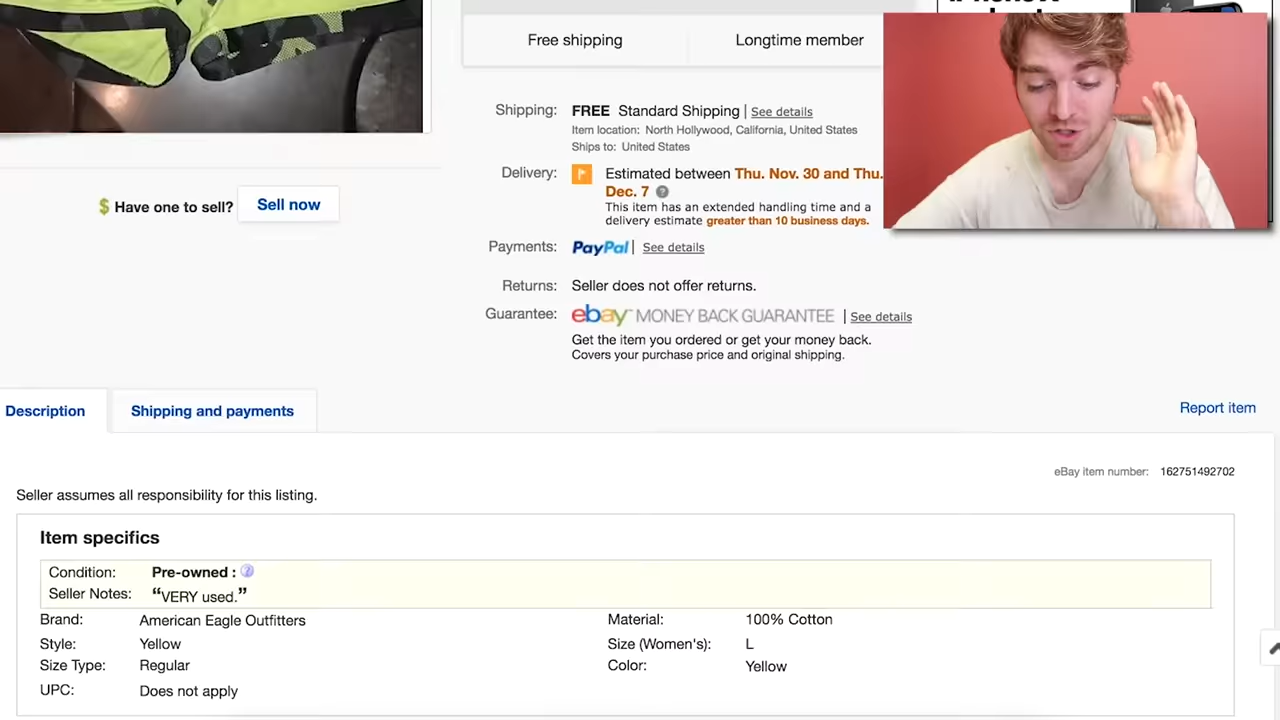 Free shipping
Longtime member
Shipping: FREE Standard Shipping | See details
Item location: North Hollywood, California, United States
Ships to: United States
Delivery: Estimated between Thu. Nov. 30 and Thu.
Dec. 7
This item has an extended handling time and a
delivery estimate greater than 10 business days.
$ Have one to sell? Sell now
Payments: PayPal | See details
Returns: Seller does not offer returns.
Guarantee: ebay MONEY BACK GUARANTEE | See details
Get the item you ordered or get your money back.
Covers your purchase price and original shipping.
Description
Shipping and payments
Report item
eBay item number: 162751492702
Seller assumes all responsibility for this listing.
Item specifics
Condition: Pre-owned :
Seller Notes: “VERY used.”
Brand: American Eagle Outfitters
Material: 100% Cotton
Style: Yellow
Size (Women's): L
Size Type: Regular
Color: Yellow
UPC: Does not apply